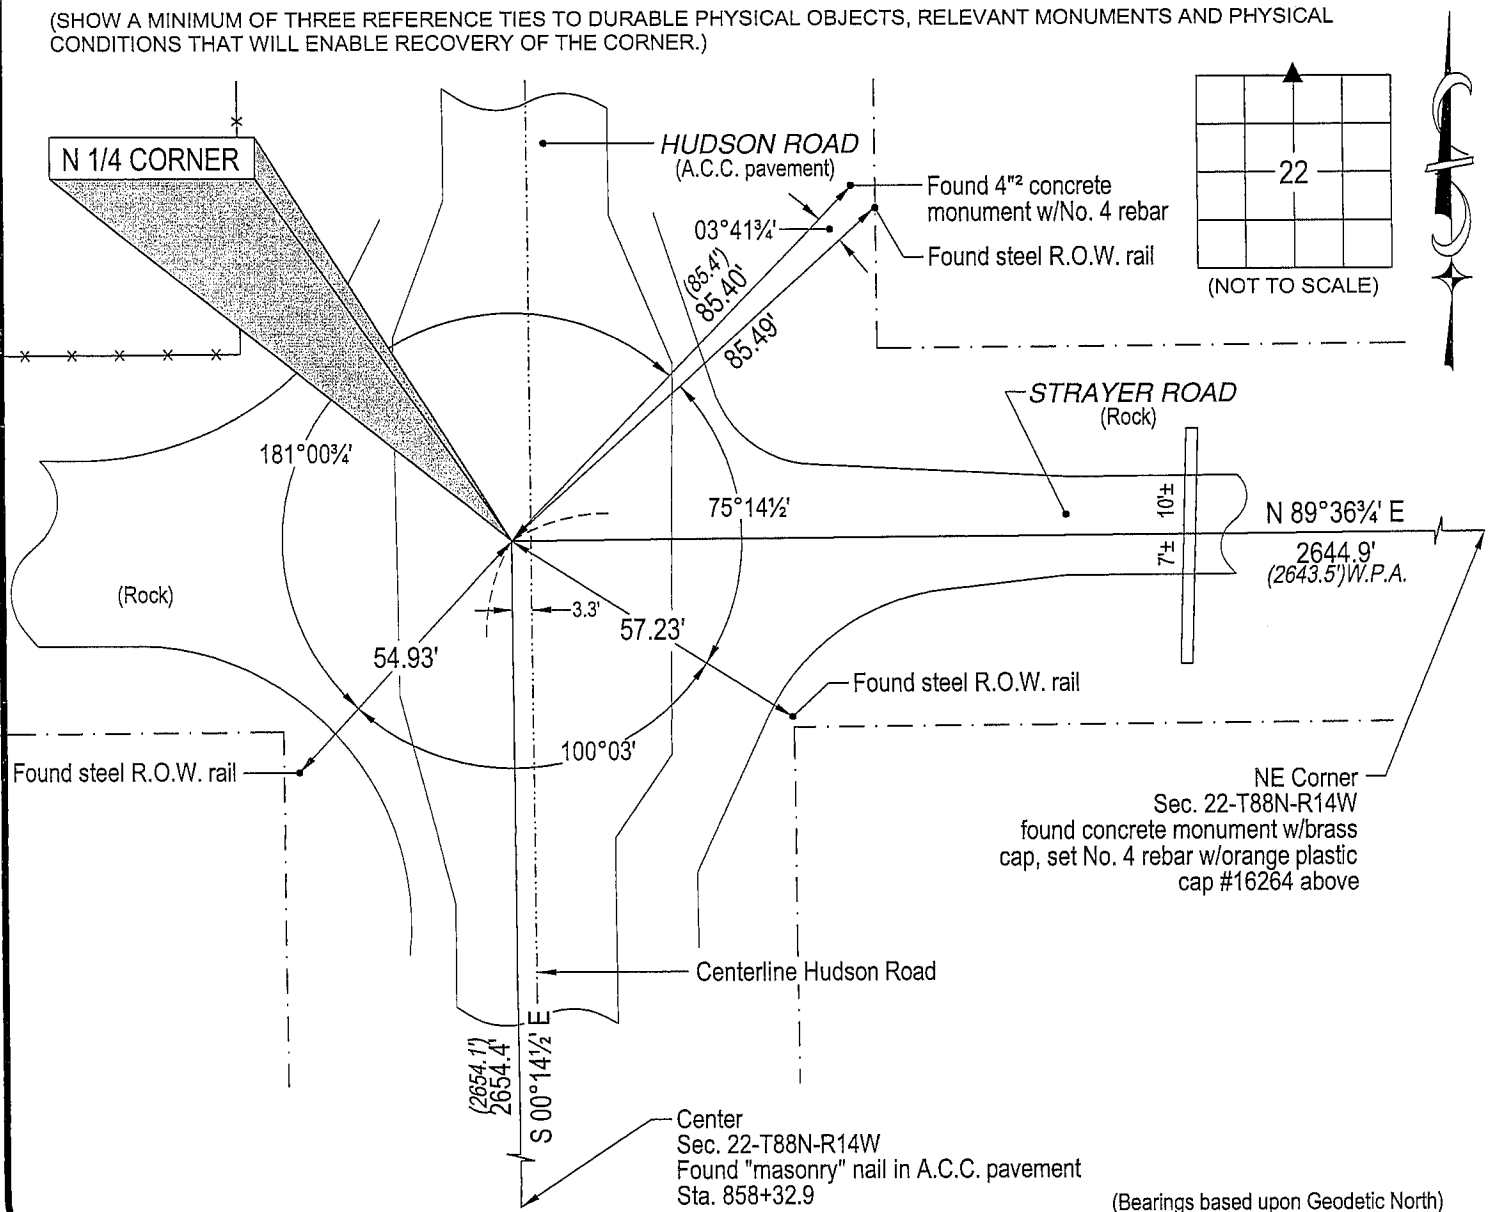 (SHOW A MINIMUM OF THREE REFERENCE TIES TO DURABLE PHYSICAL OBJECTS, RELEVANT MONUMENTS AND PHYSICAL
CONDITIONS THAT WILL ENABLE RECOVERY OF THE CORNER.)
N 1/4 CORNER
HUDSON ROAD
(A.C.C. pavement)
Found 4"² concrete
monument w/No. 4 rebar
03°41¾'
Found steel R.O.W. rail
22
(NOT TO SCALE)
(85.4')
85.40'
85.49'
STRAYER ROAD
(Rock)
181°00¾'
75°14½'
10'±
7'±
N 89°36¾' E
2644.9'
(2643.5')W.P.A.
(Rock)
3.3'
57.23'
54.93'
Found steel R.O.W. rail
100°03'
Found steel R.O.W. rail
NE Corner
Sec. 22-T88N-R14W
found concrete monument w/brass
cap, set No. 4 rebar w/orange plastic
cap #16264 above
Centerline Hudson Road
(2654.1')
2654.4'
S 00°14½' E
Center
Sec. 22-T88N-R14W
Found "masonry" nail in A.C.C. pavement
Sta. 858+32.9
(Bearings based upon Geodetic North)